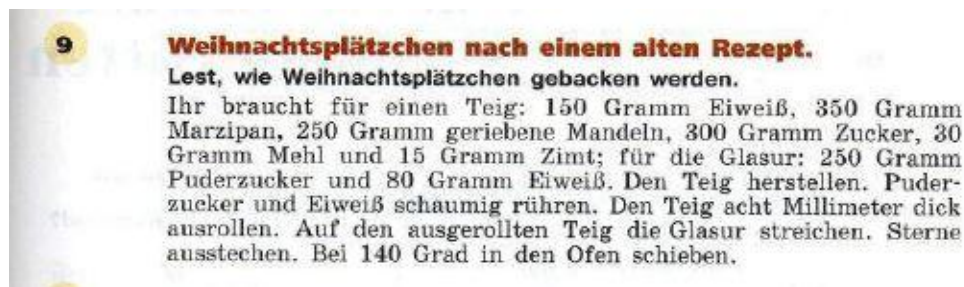 9
Weihnachtsplätzchen nach einem alten Rezept.
Lest, wie Weihnachtsplätzchen gebacken werden.
Ihr braucht für einen Teig: 150 Gramm Eiweiß, 350 Gramm
Marzipan, 250 Gramm geriebene Mandeln, 300 Gramm Zucker, 30
Gramm Mehl und 15 Gramm Zimt; für die Glasur: 250 Gramm
Puderzucker und 80 Gramm Eiweiß. Den Teig herstellen. Puder-
zucker und Eiweiß schaumig rühren. Den Teig acht Millimeter dick
ausrollen. Auf den ausgerollten Teig die Glasur streichen. Sterne
ausstechen. Bei 140 Grad in den Ofen schieben.